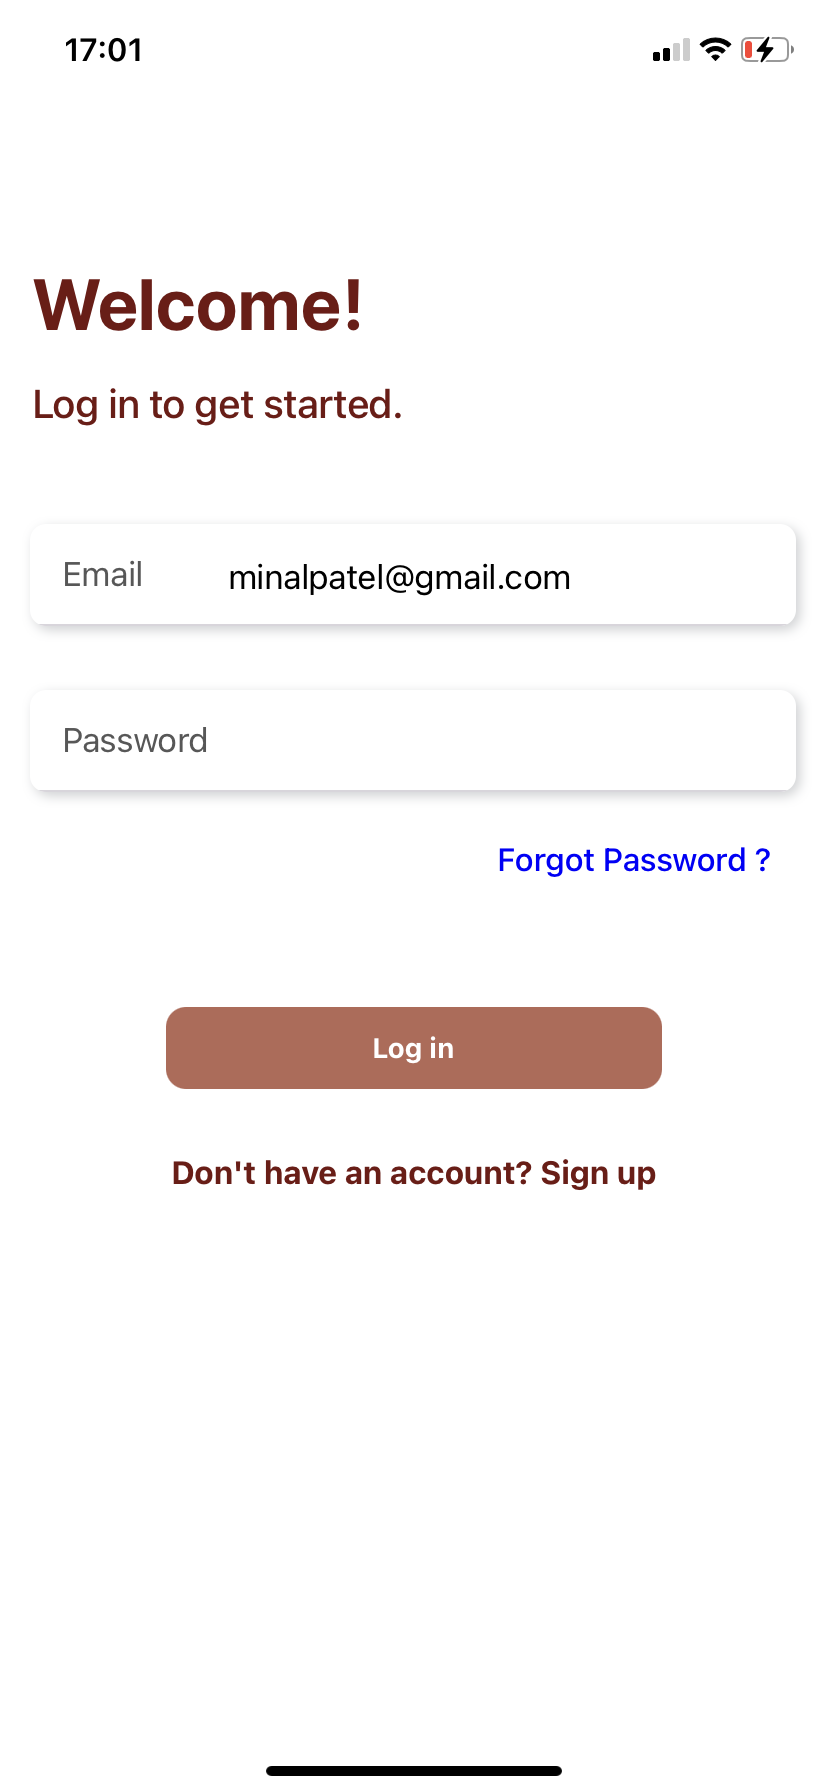 17:01
Welcome!
Log in to get started.
Email minalpatel@gmail.com
Password
Forgot Password ?
Log in
Don't have an account? Sign up